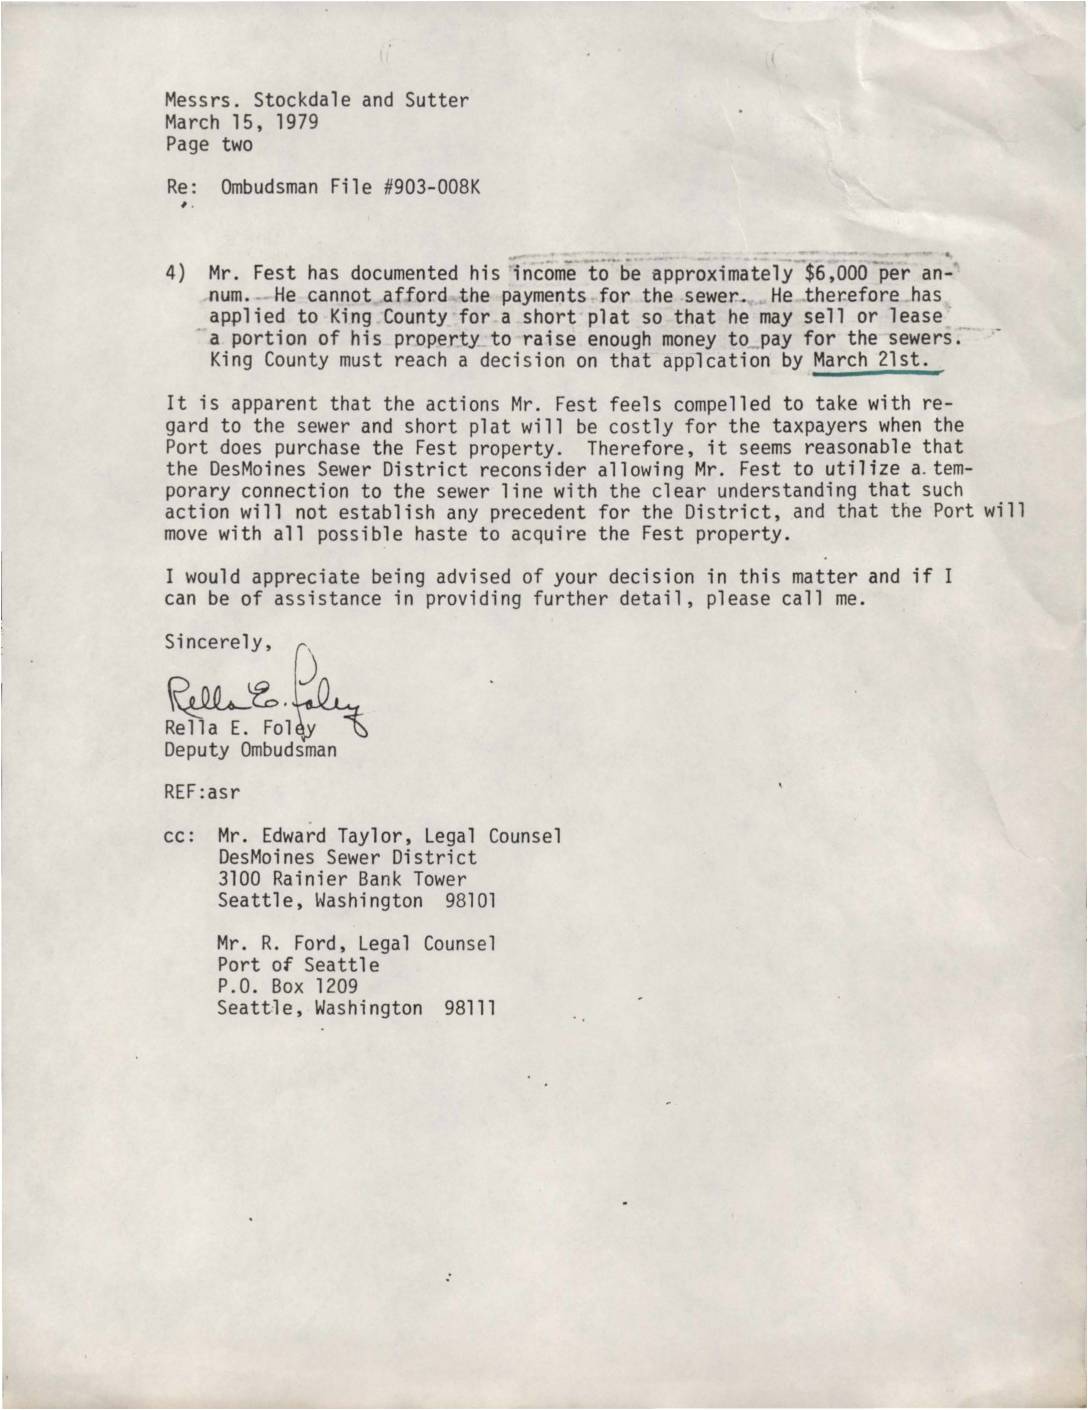 Messrs. Stockdale and Sutter
March 15, 1979
Page two
Re: Ombudsman File #903-008K
4) Mr. Fest has documented his income to be approximately $6,000 per an-
num. He cannot afford the payments for the sewer. He therefore has
applied to King County for a short plat so that he may sell or lease
a portion of his property to raise enough money to pay for the sewers.
King County must reach a decision on that applcation by March 21st.
It is apparent that the actions Mr. Fest feels compelled to take with re-
gard to the sewer and short plat will be costly for the taxpayers when the
Port does purchase the Fest property. Therefore, it seems reasonable that
the DesMoines Sewer District reconsider allowing Mr. Fest to utilize a tem-
porary connection to the sewer line with the clear understanding that such
action will not establish any precedent for the District, and that the Port will
move with all possible haste to acquire the Fest property.
I would appreciate being advised of your decision in this matter and if I
can be of assistance in providing further detail, please call me.
Sincerely,
Rella E. Foley
Rella E. Foley
Deputy Ombudsman
REF:asr
cc: Mr. Edward Taylor, Legal Counsel
DesMoines Sewer District
3100 Rainier Bank Tower
Seattle, Washington 98101
Mr. R. Ford, Legal Counsel
Port of Seattle
P.O. Box 1209
Seattle, Washington 98111